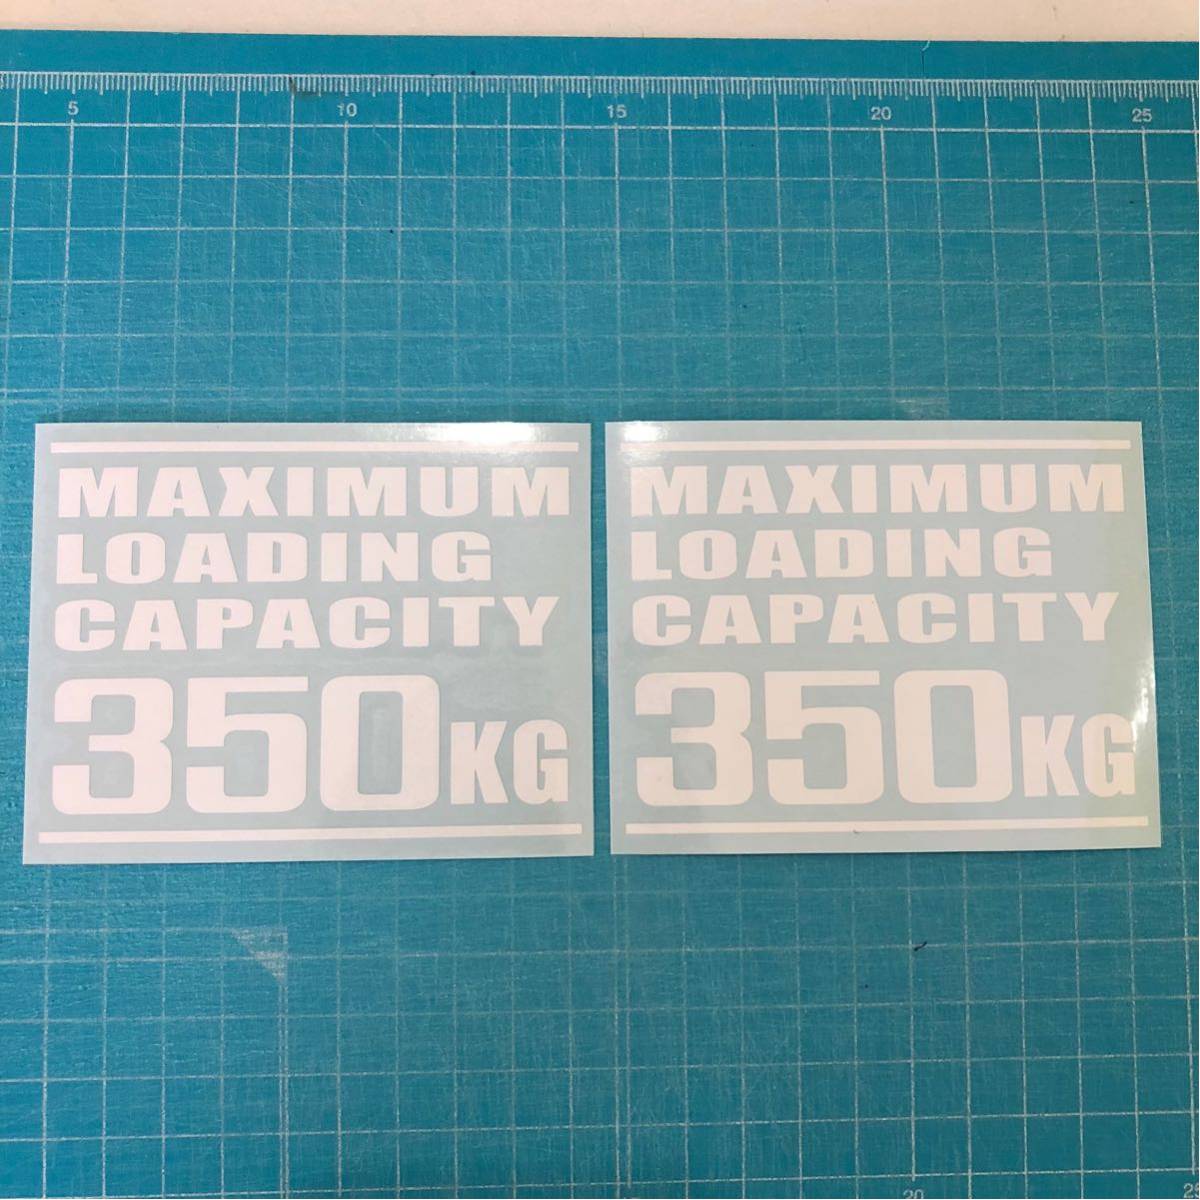 5 10 15 20 25
MAXIMUM
LOADING
CAPACITY
350KG
MAXIMUM
LOADING
CAPACITY
350KG
20